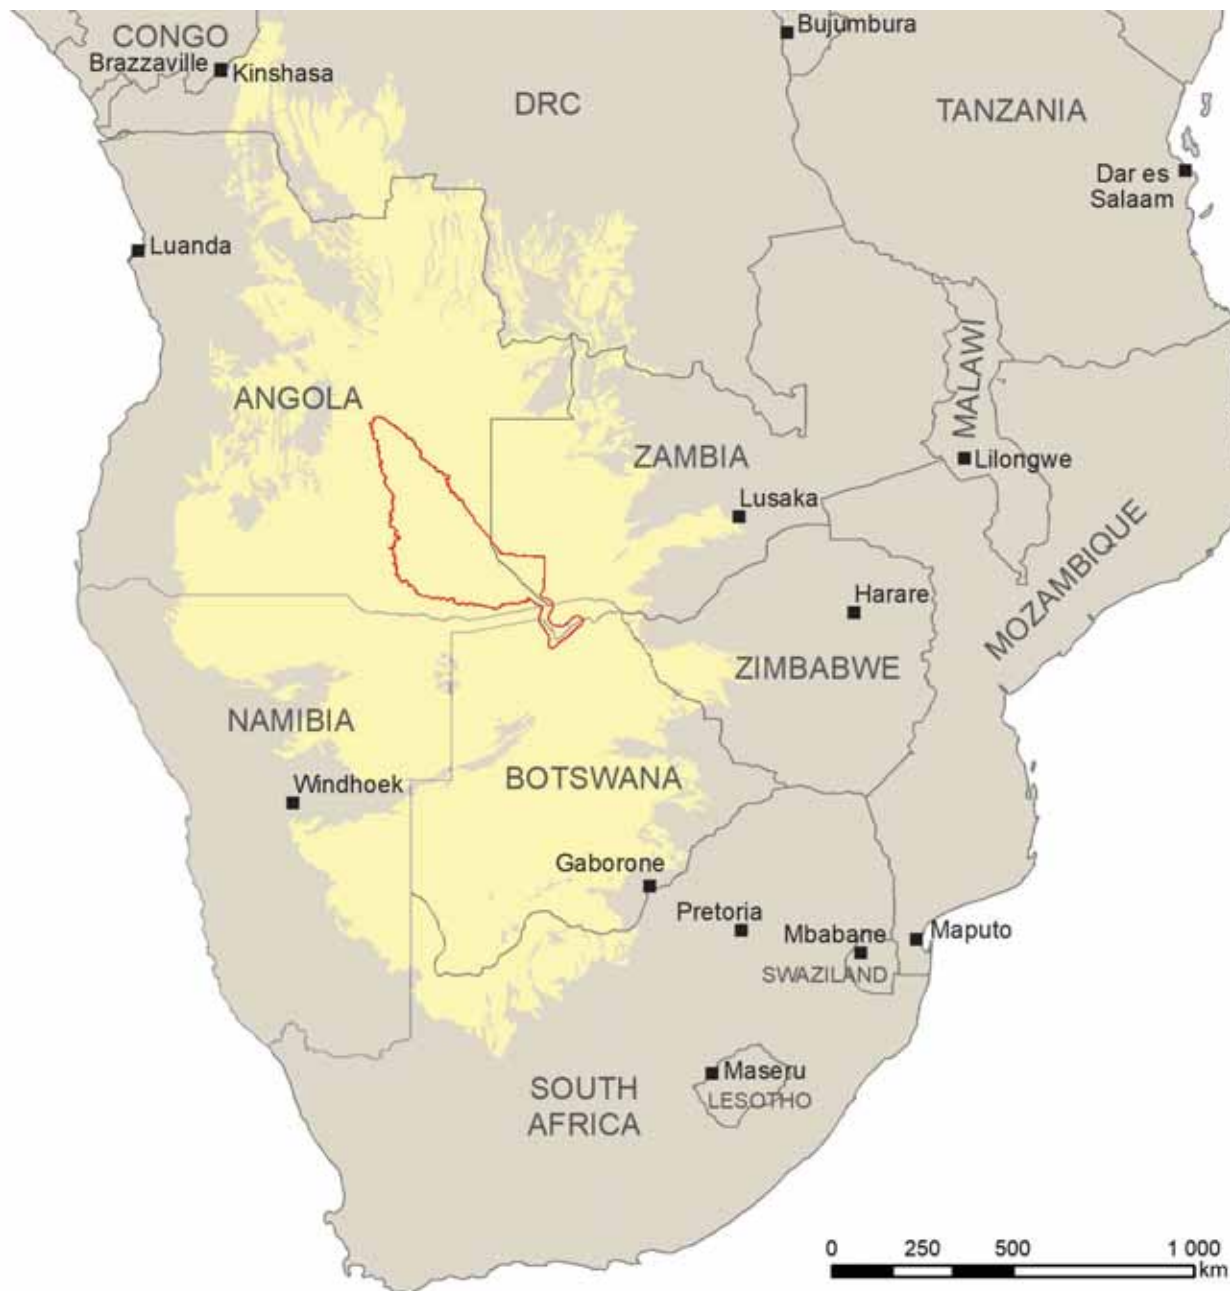 CONGO
Brazzaville
Kinshasa
Bujumbura
DRC
TANZANIA
Dar es
Salaam
Luanda
ANGOLA
MALAWI
ZAMBIA
Lilongwe
Lusaka
MOZAMBIQUE
Harare
ZIMBABWE
NAMIBIA
BOTSWANA
Windhoek
Gaborone
Pretoria
Mbabane
Maputo
SWAZILAND
Maseru
LESOTHO
SOUTH
AFRICA
0 250 500 1 000
km